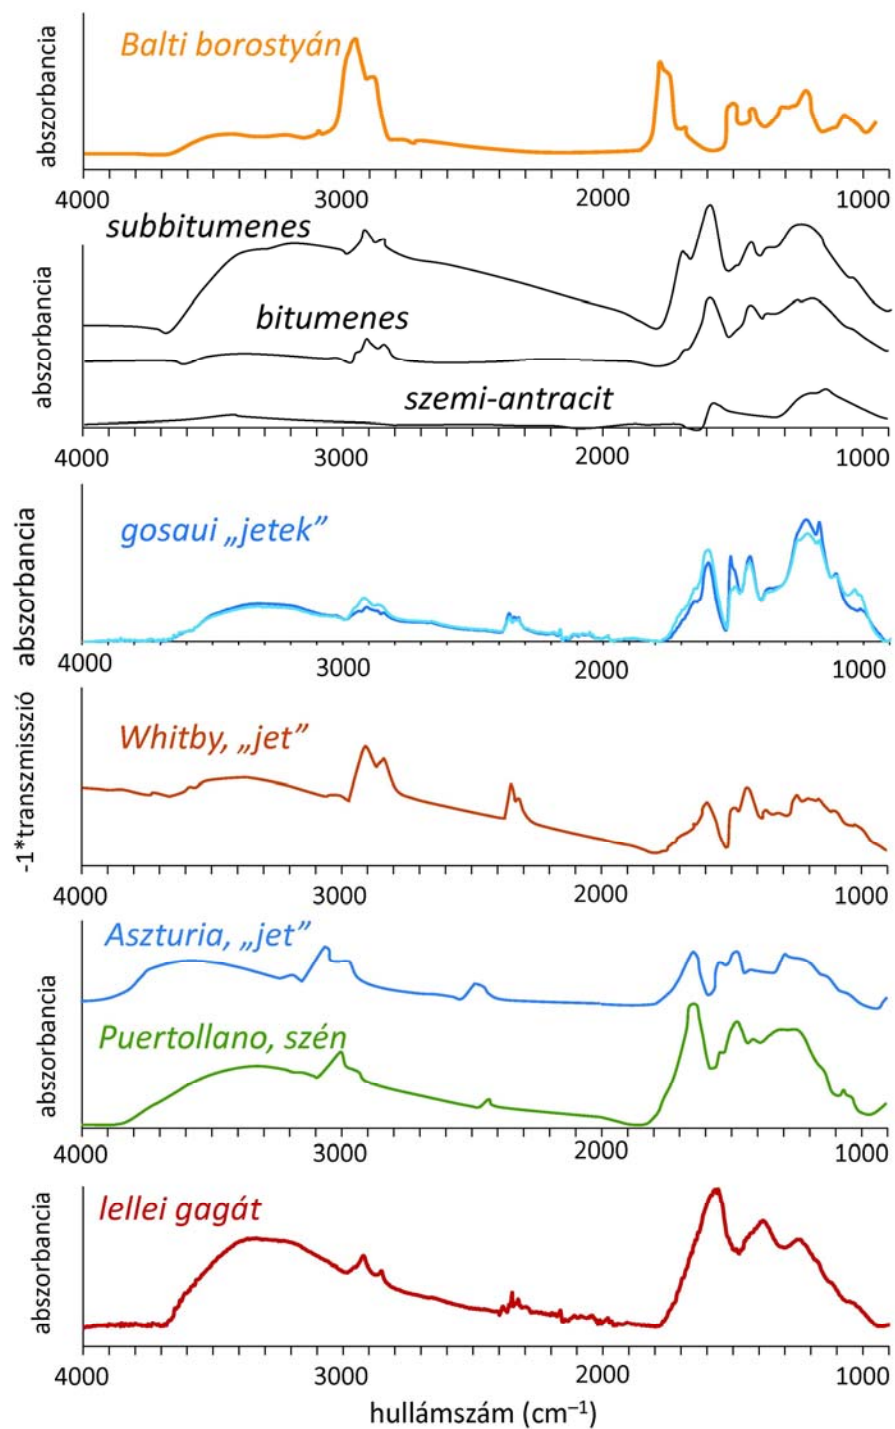 Balti borostyán
abszorbancia
4000 3000 2000 1000
subbitumenes
bitumenes
szemi-antracit
abszorbancia
4000 3000 2000 1000
gosaui „jetek”
abszorbancia
4000 3000 2000 1000
Whitby, „jet”
-1*transzmisszió
4000 3000 2000 1000
Aszturia, „jet”
Puertollano, szén
abszorbancia
4000 3000 2000 1000
lellei gagát
abszorbancia
4000 3000 2000 1000
hullámszám (cm⁻¹)